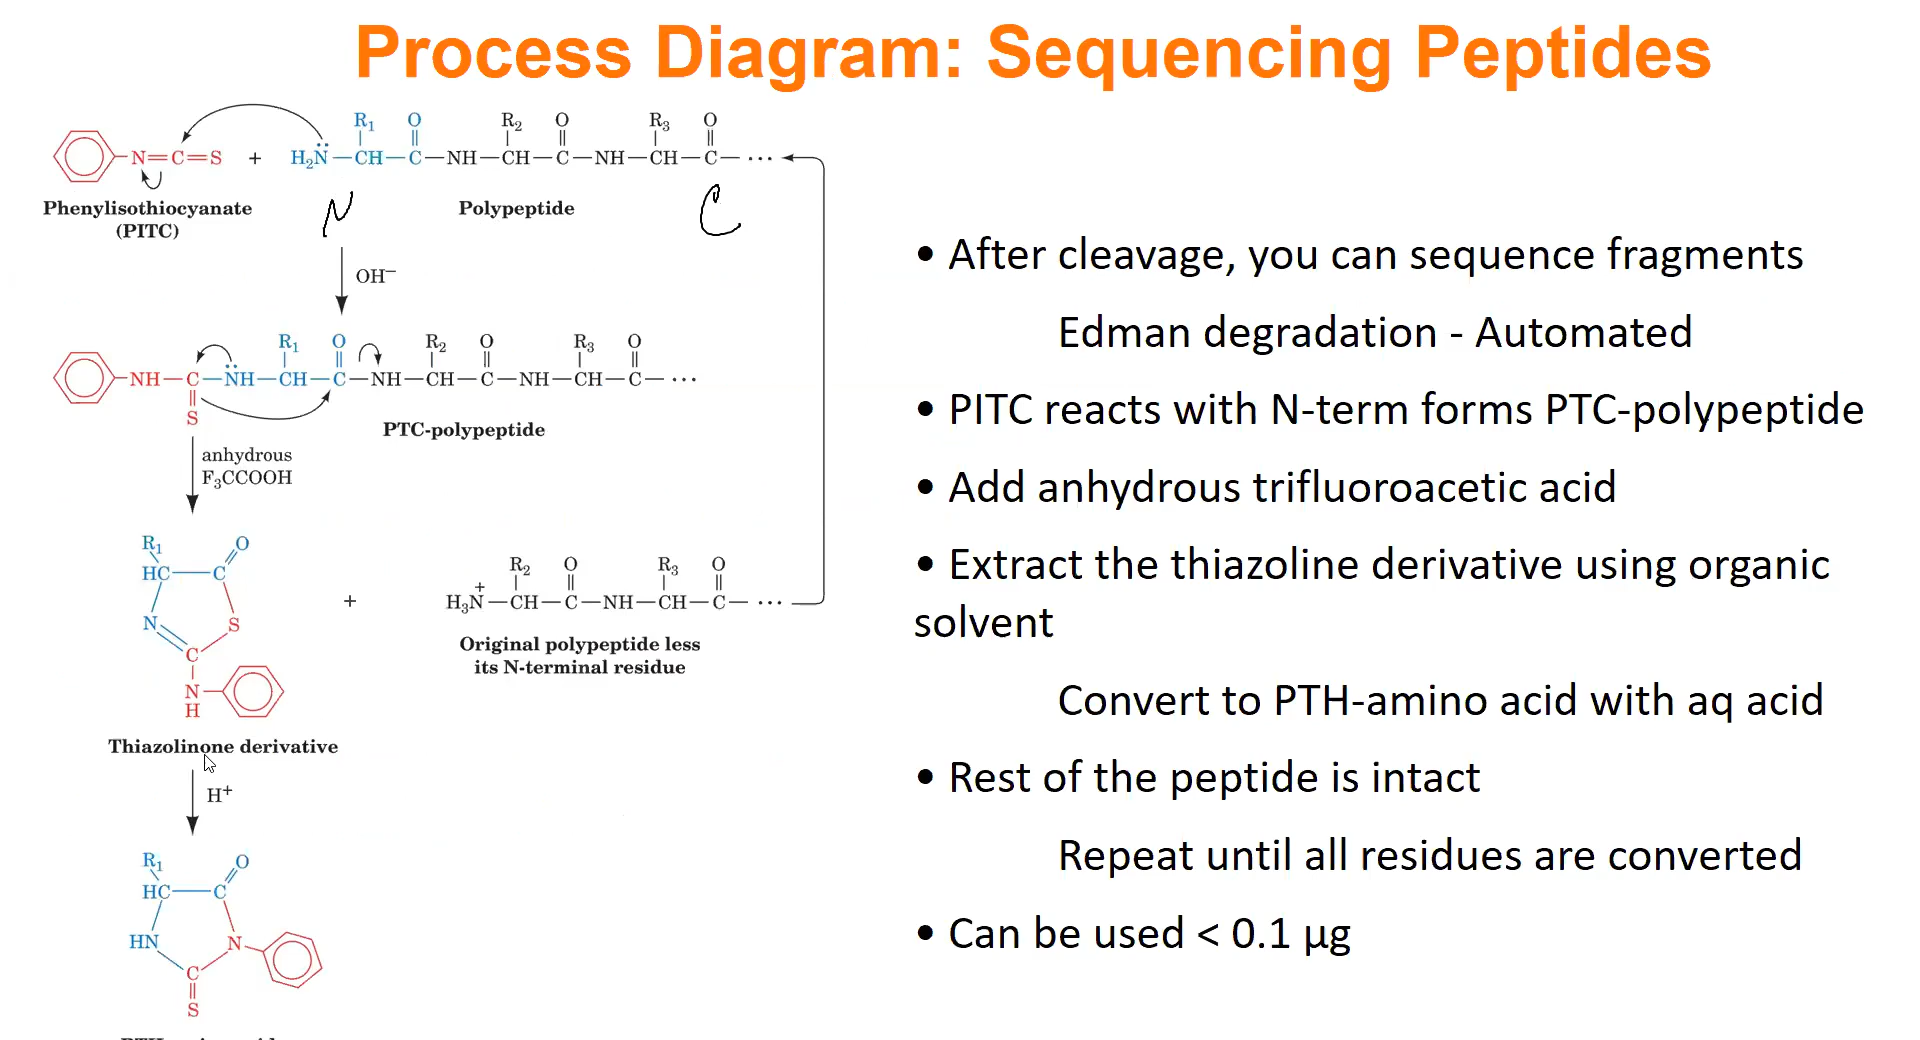 Process Diagram: Sequencing Peptides
R₁ O R₂ O R₃ O
N=C=S + H₂N̈—CH—C—NH—CH—C—NH—CH—C— ⋯
Phenylisothiocyanate
(PITC)
N
Polypeptide
C
OH⁻
R₁ O R₂ O R₃ O
NH—C—N̈H—CH—C—NH—CH—C—NH—CH—C— ⋯
S
PTC-polypeptide
anhydrous
F₃CCOOH
R₁ O
HC—C
N S
C
N
H
Thiazolinone derivative
+
R₂ O R₃ O
H₃N⁺—CH—C—NH—CH—C— ⋯
Original polypeptide less
its N-terminal residue
H⁺
R₁ O
HC—C
HN N
C
S
• After cleavage, you can sequence fragments
Edman degradation - Automated
• PITC reacts with N-term forms PTC-polypeptide
• Add anhydrous trifluoroacetic acid
• Extract the thiazoline derivative using organic
solvent
Convert to PTH-amino acid with aq acid
• Rest of the peptide is intact
Repeat until all residues are converted
• Can be used < 0.1 µg